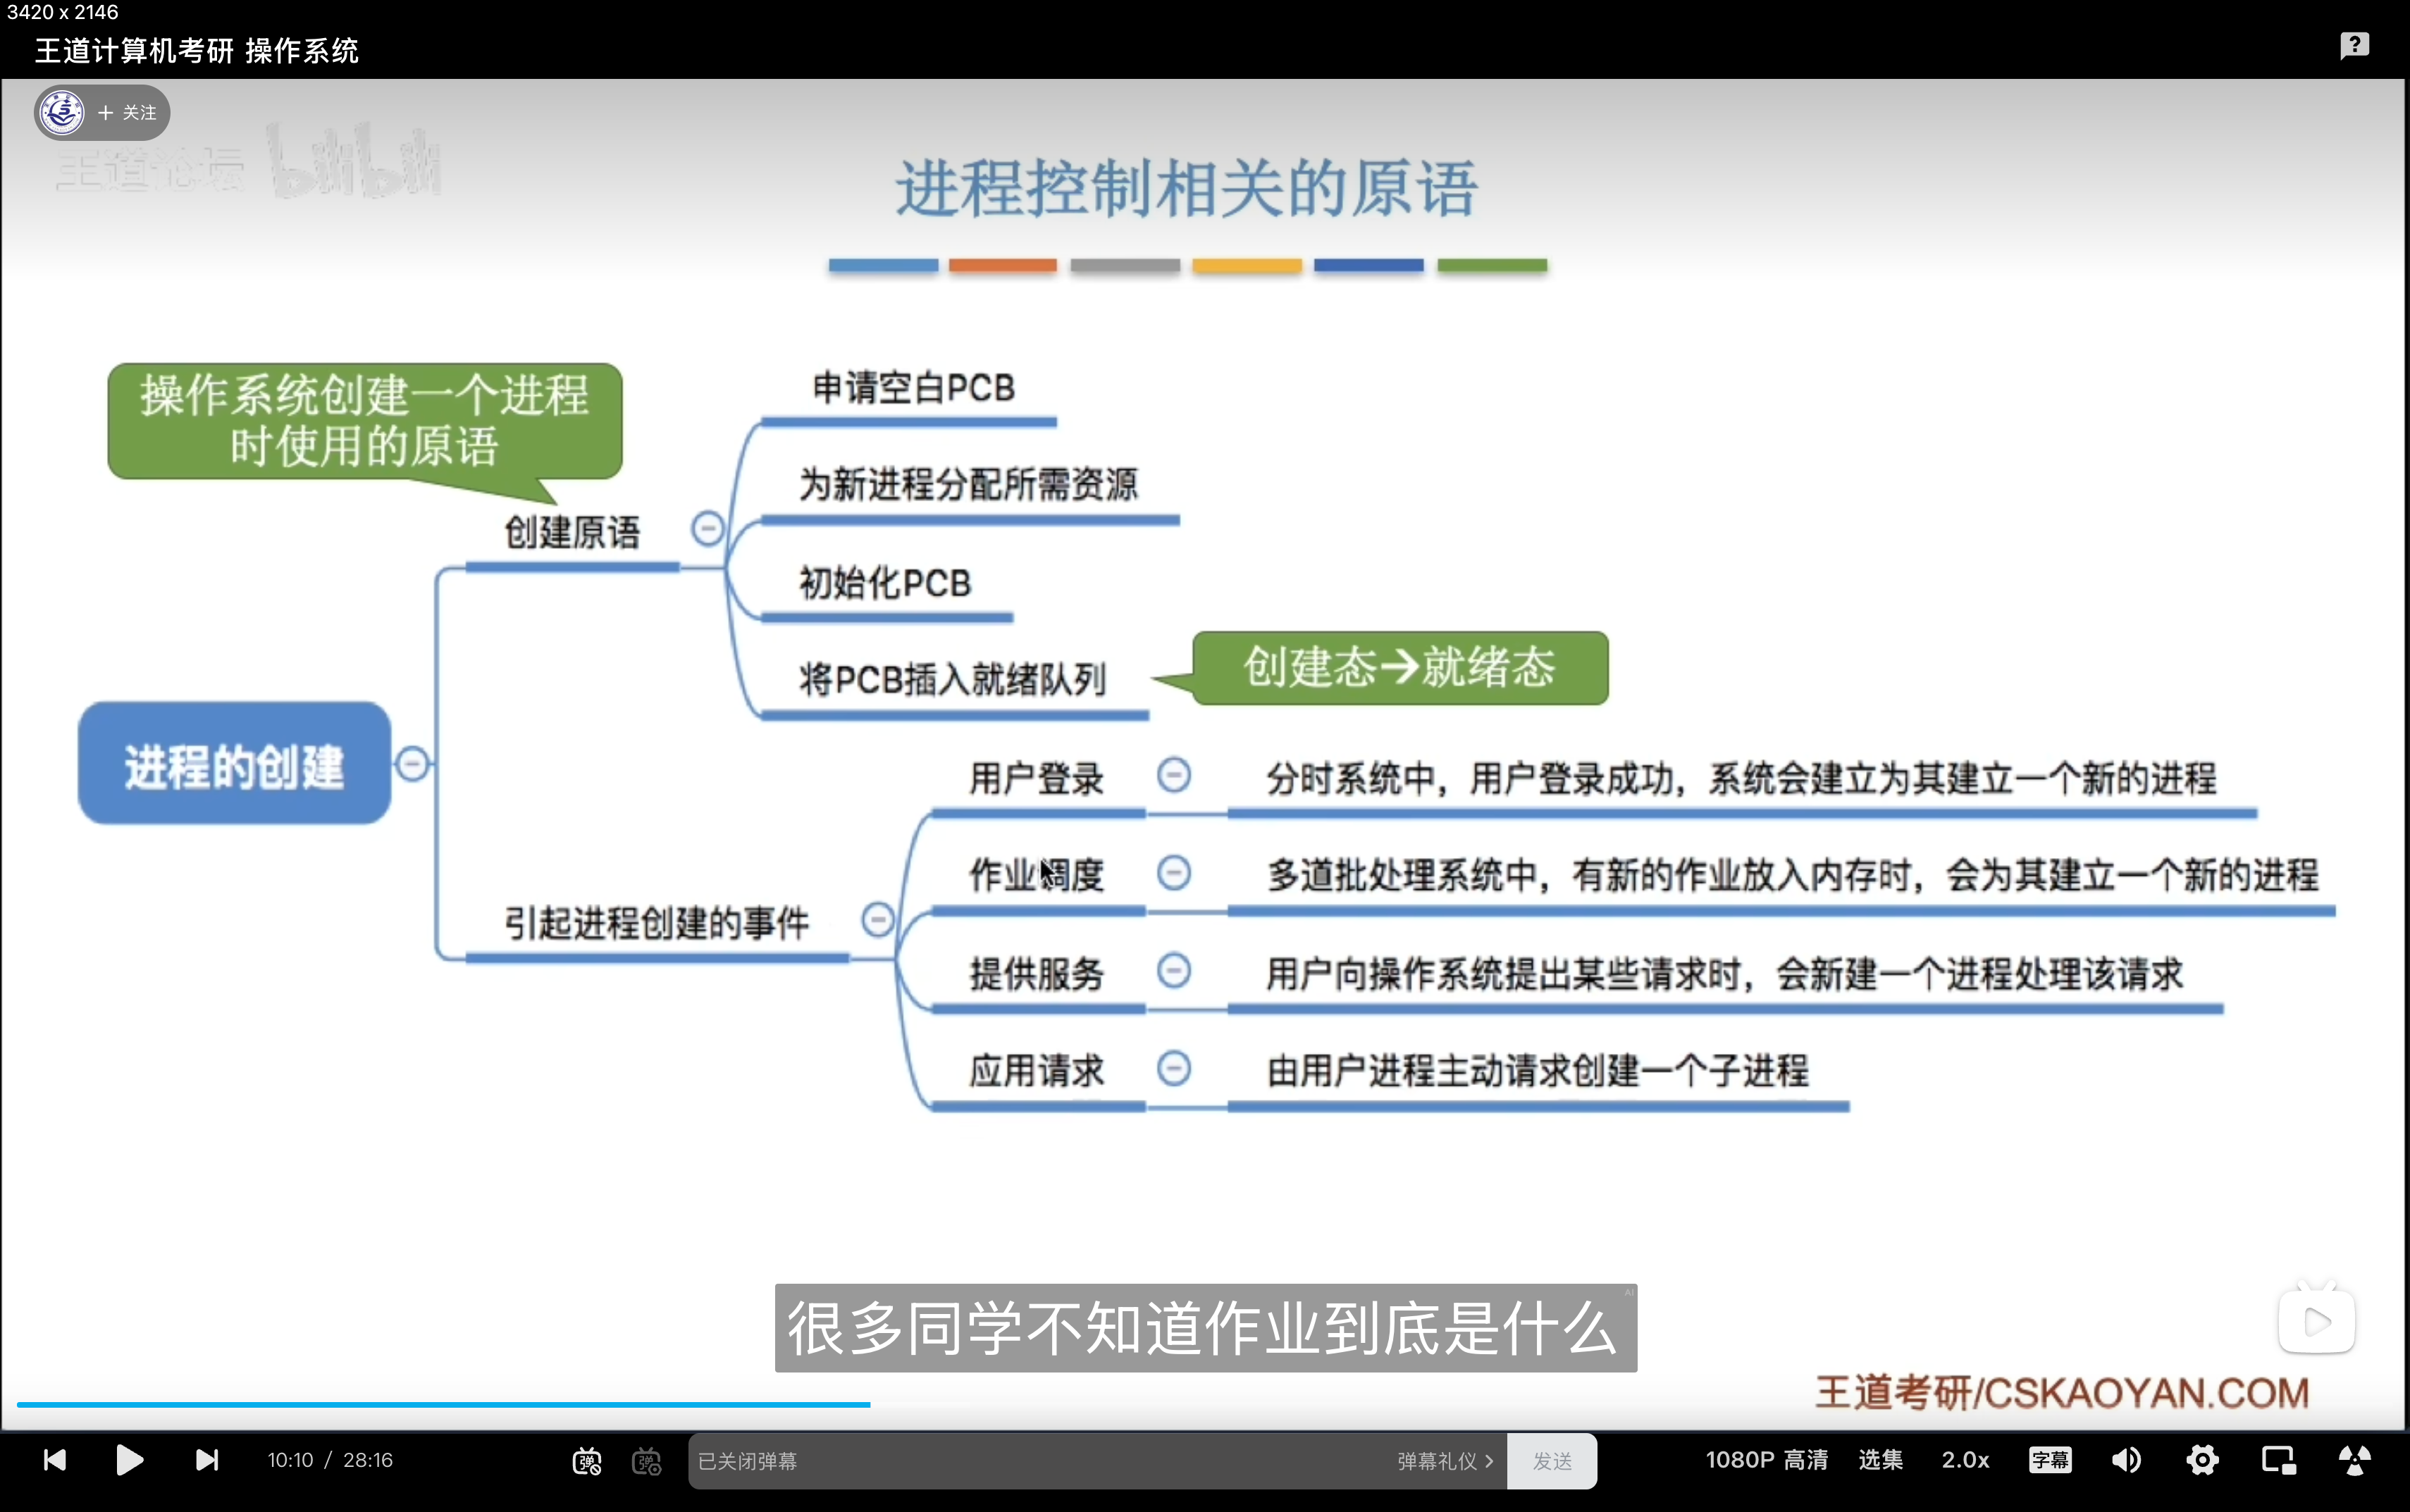 3420 x 2146
王道计算机考研 操作系统
+ 关注
王道论坛 bilibili
进程控制相关的原语
操作系统创建一个进程
时使用的原语
申请空白PCB
为新进程分配所需资源
创建原语
初始化PCB
将PCB插入就绪队列
创建态→就绪态
进程的创建
用户登录
分时系统中，用户登录成功，系统会建立为其建立一个新的进程
作业调度
多道批处理系统中，有新的作业放入内存时，会为其建立一个新的进程
引起进程创建的事件
提供服务
用户向操作系统提出某些请求时，会新建一个进程处理该请求
应用请求
由用户进程主动请求创建一个子进程
AI
很多同学不知道作业到底是什么
王道考研/CSKAOYAN.COM
10:10 / 28:16
弹
弹
已关闭弹幕
弹幕礼仪 >
发送
1080P 高清
选集
2.0x
字幕